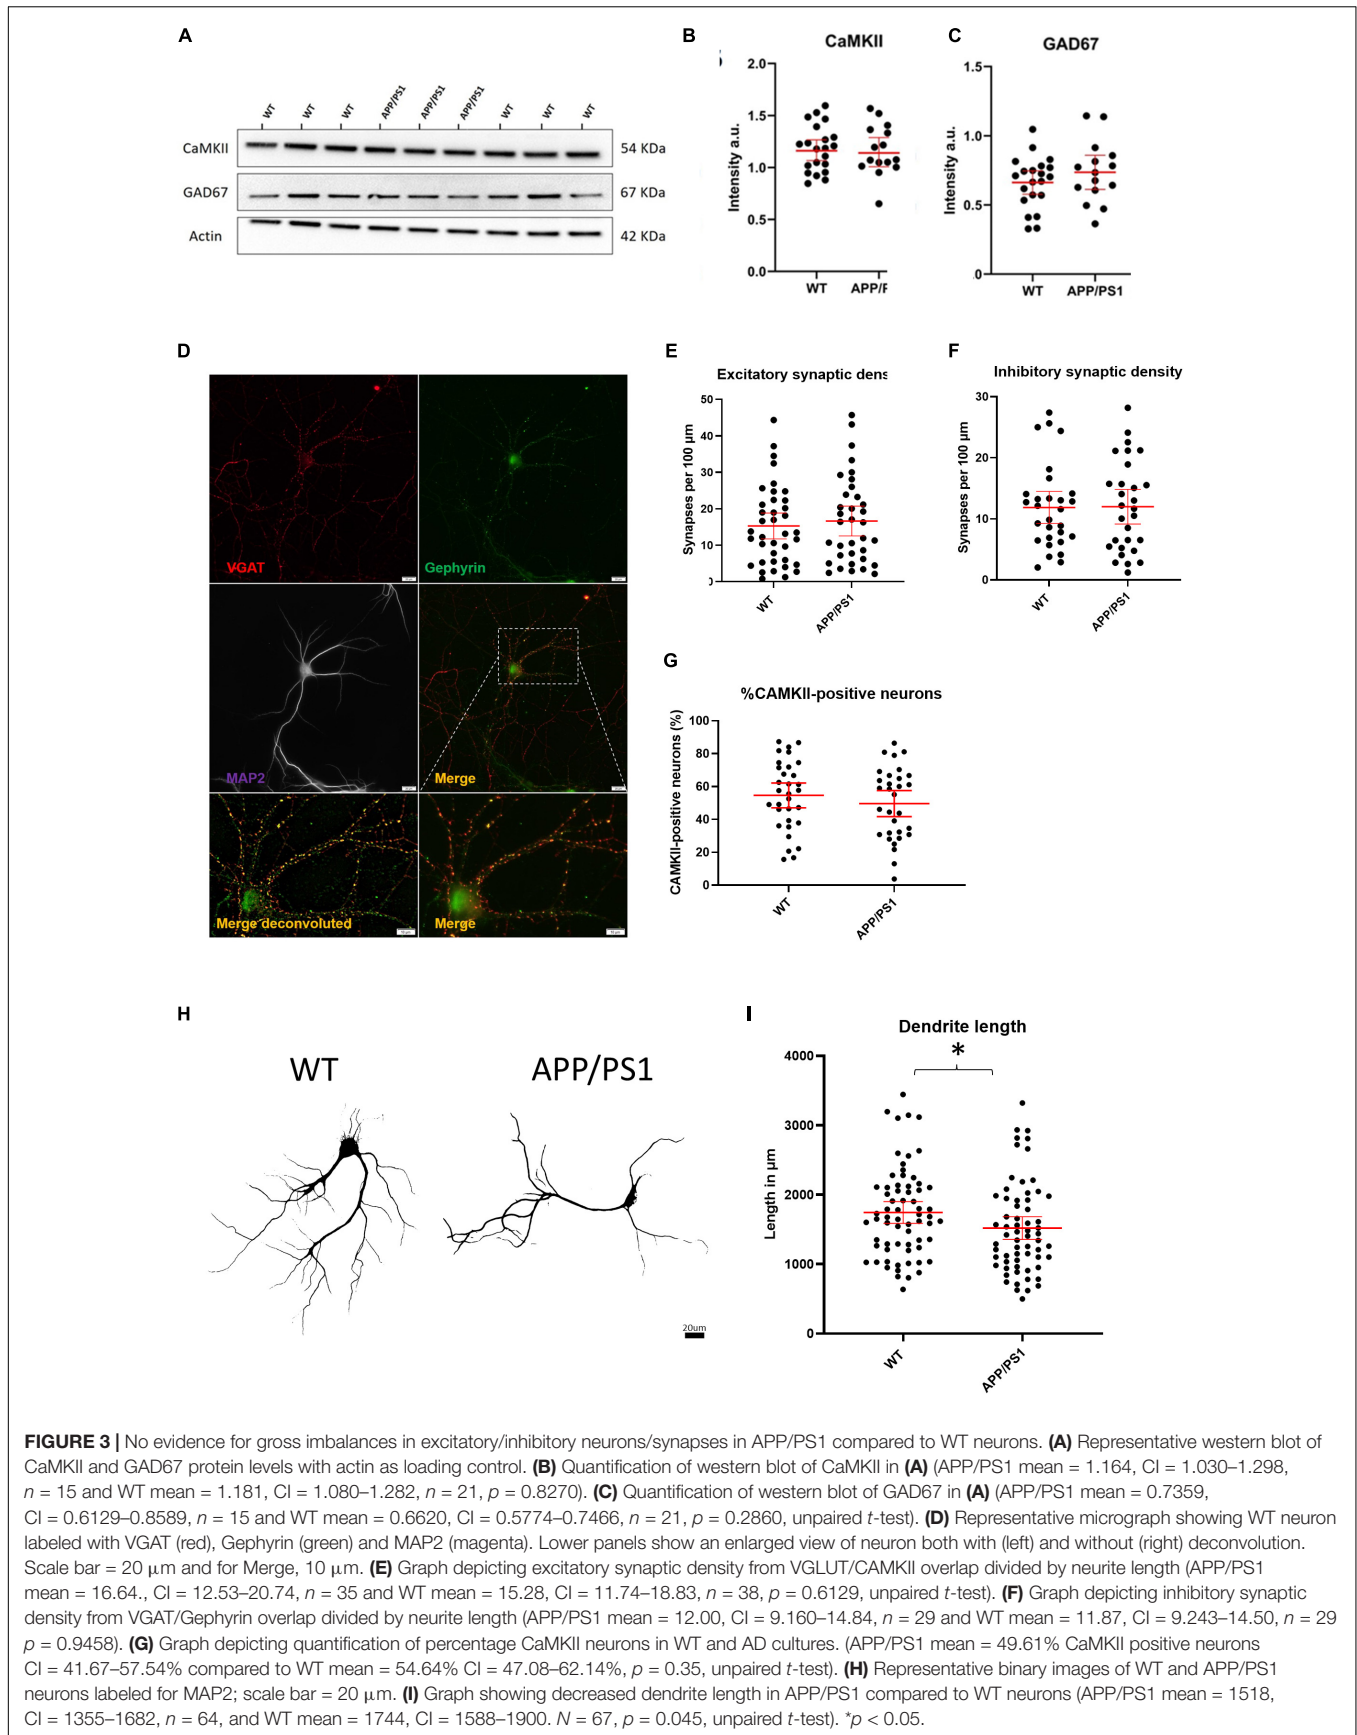 A
B
C
WT
WT
WT
APP/PS1
APP/PS1
APP/PS1
WT
WT
WT
CaMKII
54 KDa
GAD67
67 KDa
Actin
42 KDa
CaMKII
Intensity a.u.
2.0
1.5
1.0
0.5
0.0
WT
APP/F
GAD67
Intensity a.u.
1.5
1.0
0.5
.0
WT
APP/PS1
D
E
F
VGAT
Gephyrin
MAP2
Merge
Merge deconvoluted
Merge
Excitatory synaptic dens
Synapses per 100 µm
50
40
30
20
10
WT
APP/PS1
Inhibitory synaptic density
Synapses per 100 µm
30
20
10
0
WT
APP/PS1
G
%CAMKII-positive neurons
CAMKII-positive neurons (%)
100
80
60
40
20
0
WT
APP/PS1
H
WT
APP/PS1
20um
I
Dendrite length
*
Length in µm
4000
3000
2000
1000
0
WT
APP/PS1
FIGURE 3 | No evidence for gross imbalances in excitatory/inhibitory neurons/synapses in APP/PS1 compared to WT neurons. (A) Representative western blot of
CaMKII and GAD67 protein levels with actin as loading control. (B) Quantification of western blot of CaMKII in (A) (APP/PS1 mean = 1.164, CI = 1.030–1.298,
n = 15 and WT mean = 1.181, CI = 1.080–1.282, n = 21, p = 0.8270). (C) Quantification of western blot of GAD67 in (A) (APP/PS1 mean = 0.7359,
CI = 0.6129–0.8589, n = 15 and WT mean = 0.6620, CI = 0.5774–0.7466, n = 21, p = 0.2860, unpaired t-test). (D) Representative micrograph showing WT neuron
labeled with VGAT (red), Gephyrin (green) and MAP2 (magenta). Lower panels show an enlarged view of neuron both with (left) and without (right) deconvolution.
Scale bar = 20 µm and for Merge, 10 µm. (E) Graph depicting excitatory synaptic density from VGLUT/CAMKII overlap divided by neurite length (APP/PS1
mean = 16.64., CI = 12.53–20.74, n = 35 and WT mean = 15.28, CI = 11.74–18.83, n = 38, p = 0.6129, unpaired t-test). (F) Graph depicting inhibitory synaptic
density from VGAT/Gephyrin overlap divided by neurite length (APP/PS1 mean = 12.00, CI = 9.160–14.84, n = 29 and WT mean = 11.87, CI = 9.243–14.50, n = 29
p = 0.9458). (G) Graph depicting quantification of percentage CaMKII neurons in WT and AD cultures. (APP/PS1 mean = 49.61% CaMKII positive neurons
CI = 41.67–57.54% compared to WT mean = 54.64% CI = 47.08–62.14%, p = 0.35, unpaired t-test). (H) Representative binary images of WT and APP/PS1
neurons labeled for MAP2; scale bar = 20 µm. (I) Graph showing decreased dendrite length in APP/PS1 compared to WT neurons (APP/PS1 mean = 1518,
CI = 1355–1682, n = 64, and WT mean = 1744, CI = 1588–1900. N = 67, p = 0.045, unpaired t-test). *p < 0.05.